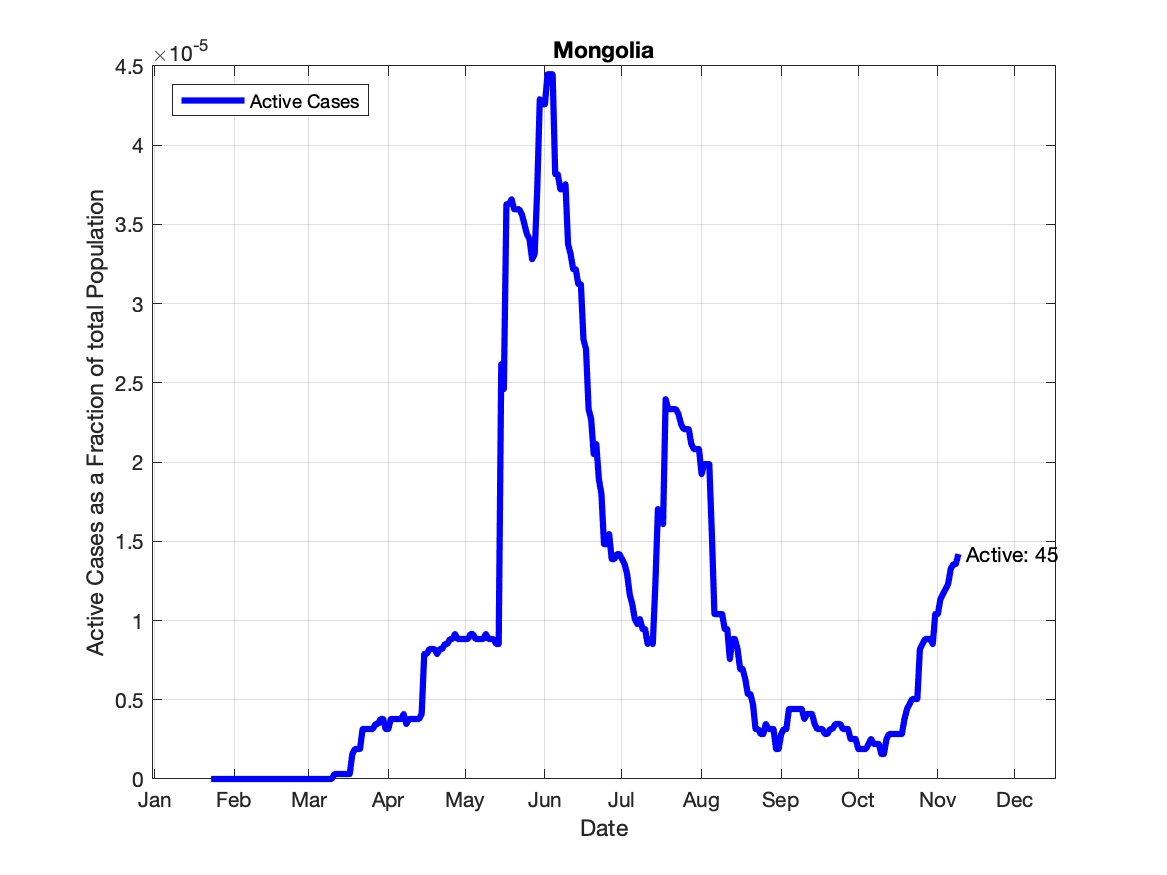 Mongolia
×10-5
Active Cases
4.5
4
3.5
3
2.5
2
1.5
1
0.5
0
Active Cases as a Fraction of total Population
Active: 45
Jan Feb Mar Apr May Jun Jul Aug Sep Oct Nov Dec
Date